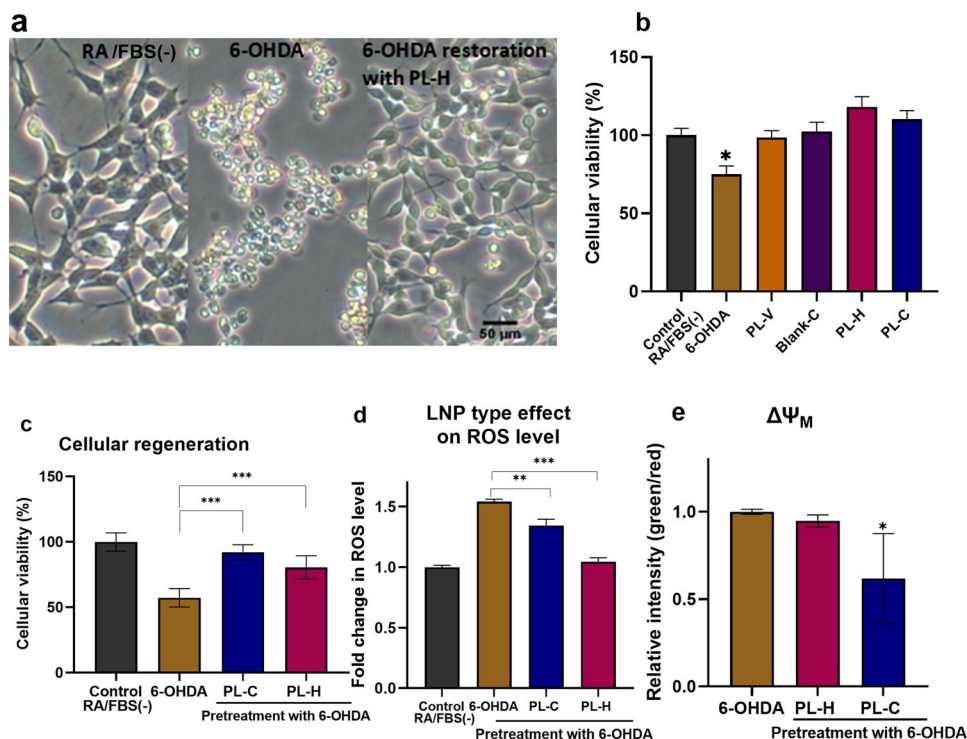 a
RA/FBS(-)
6-OHDA
6-OHDA restoration
with PL-H
50 µm
b
Cellular viability (%)
150
100
50
0
*
Control
RA/FBS(-)
6-OHDA
PL-V
Blank-C
PL-H
PL-C
c
Cellular regeneration
Cellular viability (%)
150
100
50
0
***
***
Control
RA/FBS(-)
6-OHDA
PL-C
PL-H
Pretreatment with 6-OHDA
d
LNP type effect
on ROS level
Fold change in ROS level
1.5
1.0
0.0
***
**
Control
RA/FBS(-)
6-OHDA
PL-C
PL-H
Pretreatment with 6-OHDA
e
ΔΨM
Relative intensity (green/red)
1.0
0.5
0.0
*
6-OHDA
PL-H
PL-C
Pretreatment with 6-OHDA